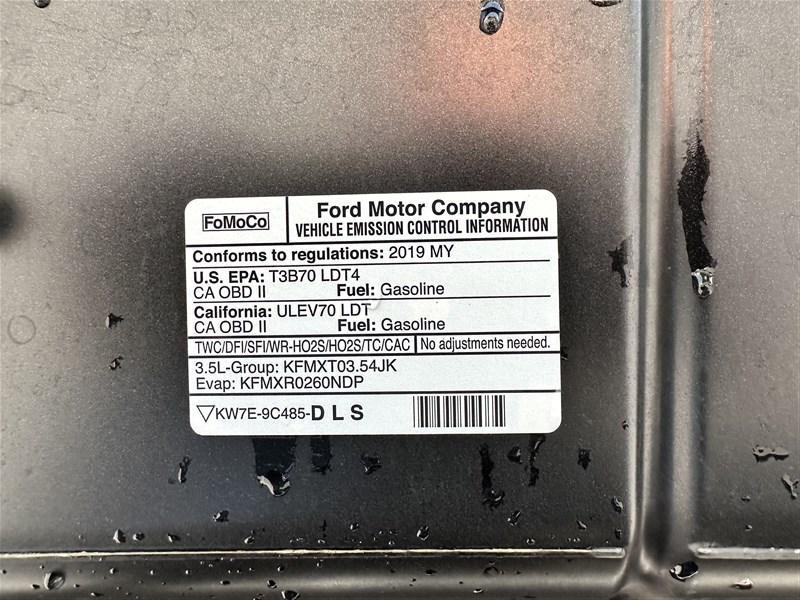 FoMoCo
Ford Motor Company
VEHICLE EMISSION CONTROL INFORMATION
Conforms to regulations: 2019 MY
U.S. EPA: T3B70 LDT4
CA OBD II Fuel: Gasoline
California: ULEV70 LDT
CA OBD II Fuel: Gasoline
TWC/DFI/SFI/WR-HO2S/HO2S/TC/CAC No adjustments needed.
3.5L-Group: KFMXT03.54JK
Evap: KFMXR0260NDP
▽KW7E-9C485-D L S